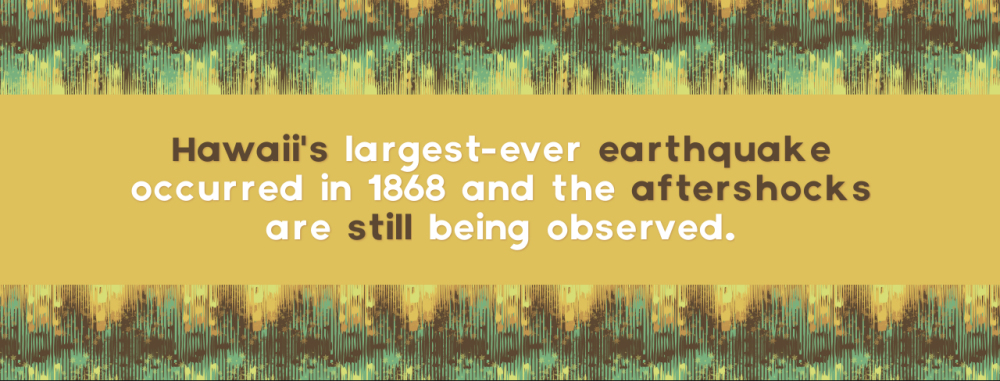 Hawaii's largest-ever earthquake
occurred in 1868 and the aftershocks
are still being observed.